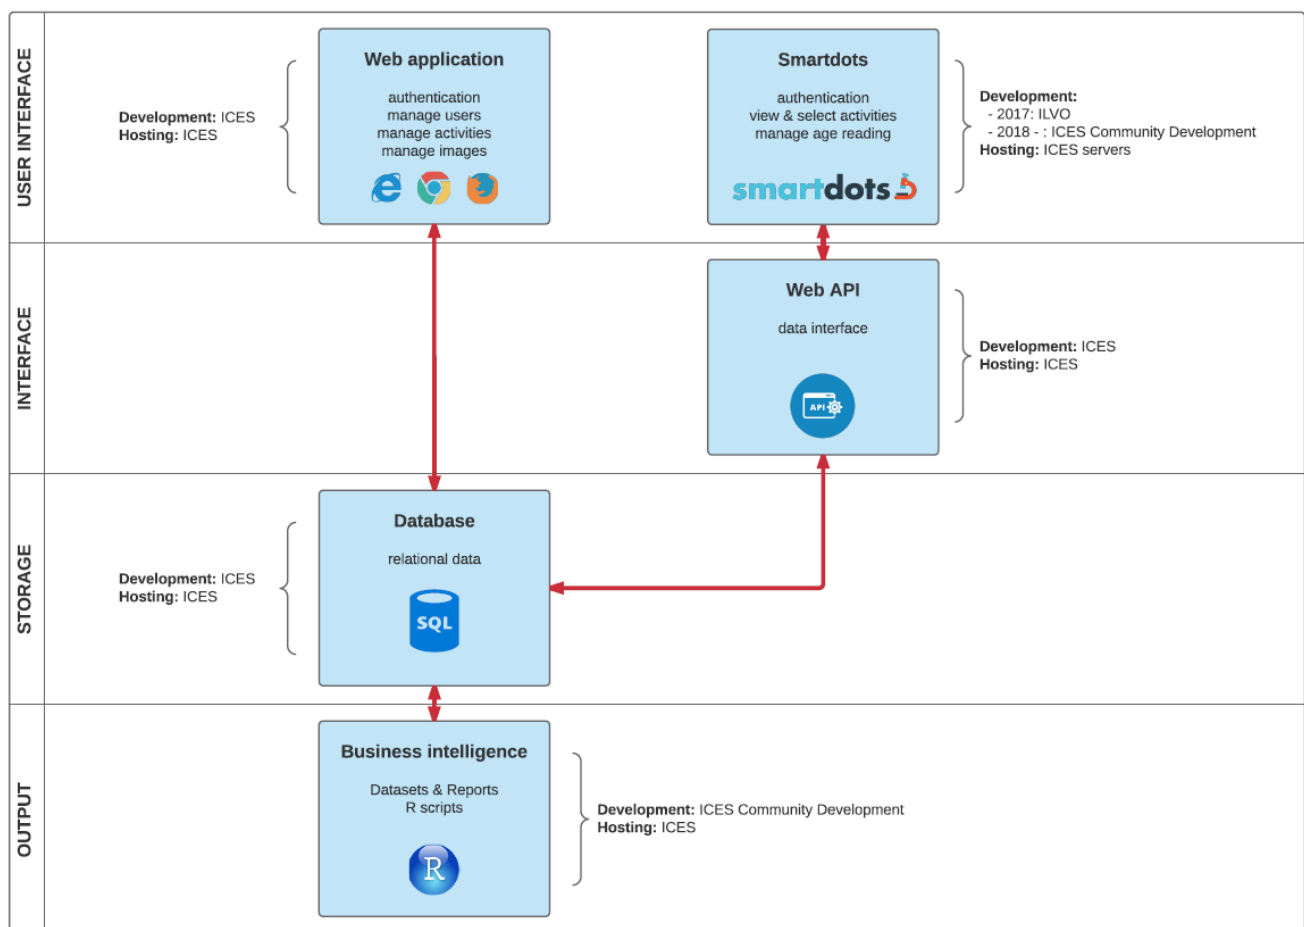 USER INTERFACE
Web application
authentication
manage users
manage activities
manage images
Development: ICES
Hosting: ICES
Smartdots
authentication
view & select activities
manage age reading
smartdots
Development:
- 2017: ILVO
- 2018 - : ICES Community Development
Hosting: ICES servers
INTERFACE
Web API
data interface
API
Development: ICES
Hosting: ICES
STORAGE
Database
relational data
SQL
Development: ICES
Hosting: ICES
OUTPUT
Business intelligence
Datasets & Reports
R scripts
R
Development: ICES Community Development
Hosting: ICES